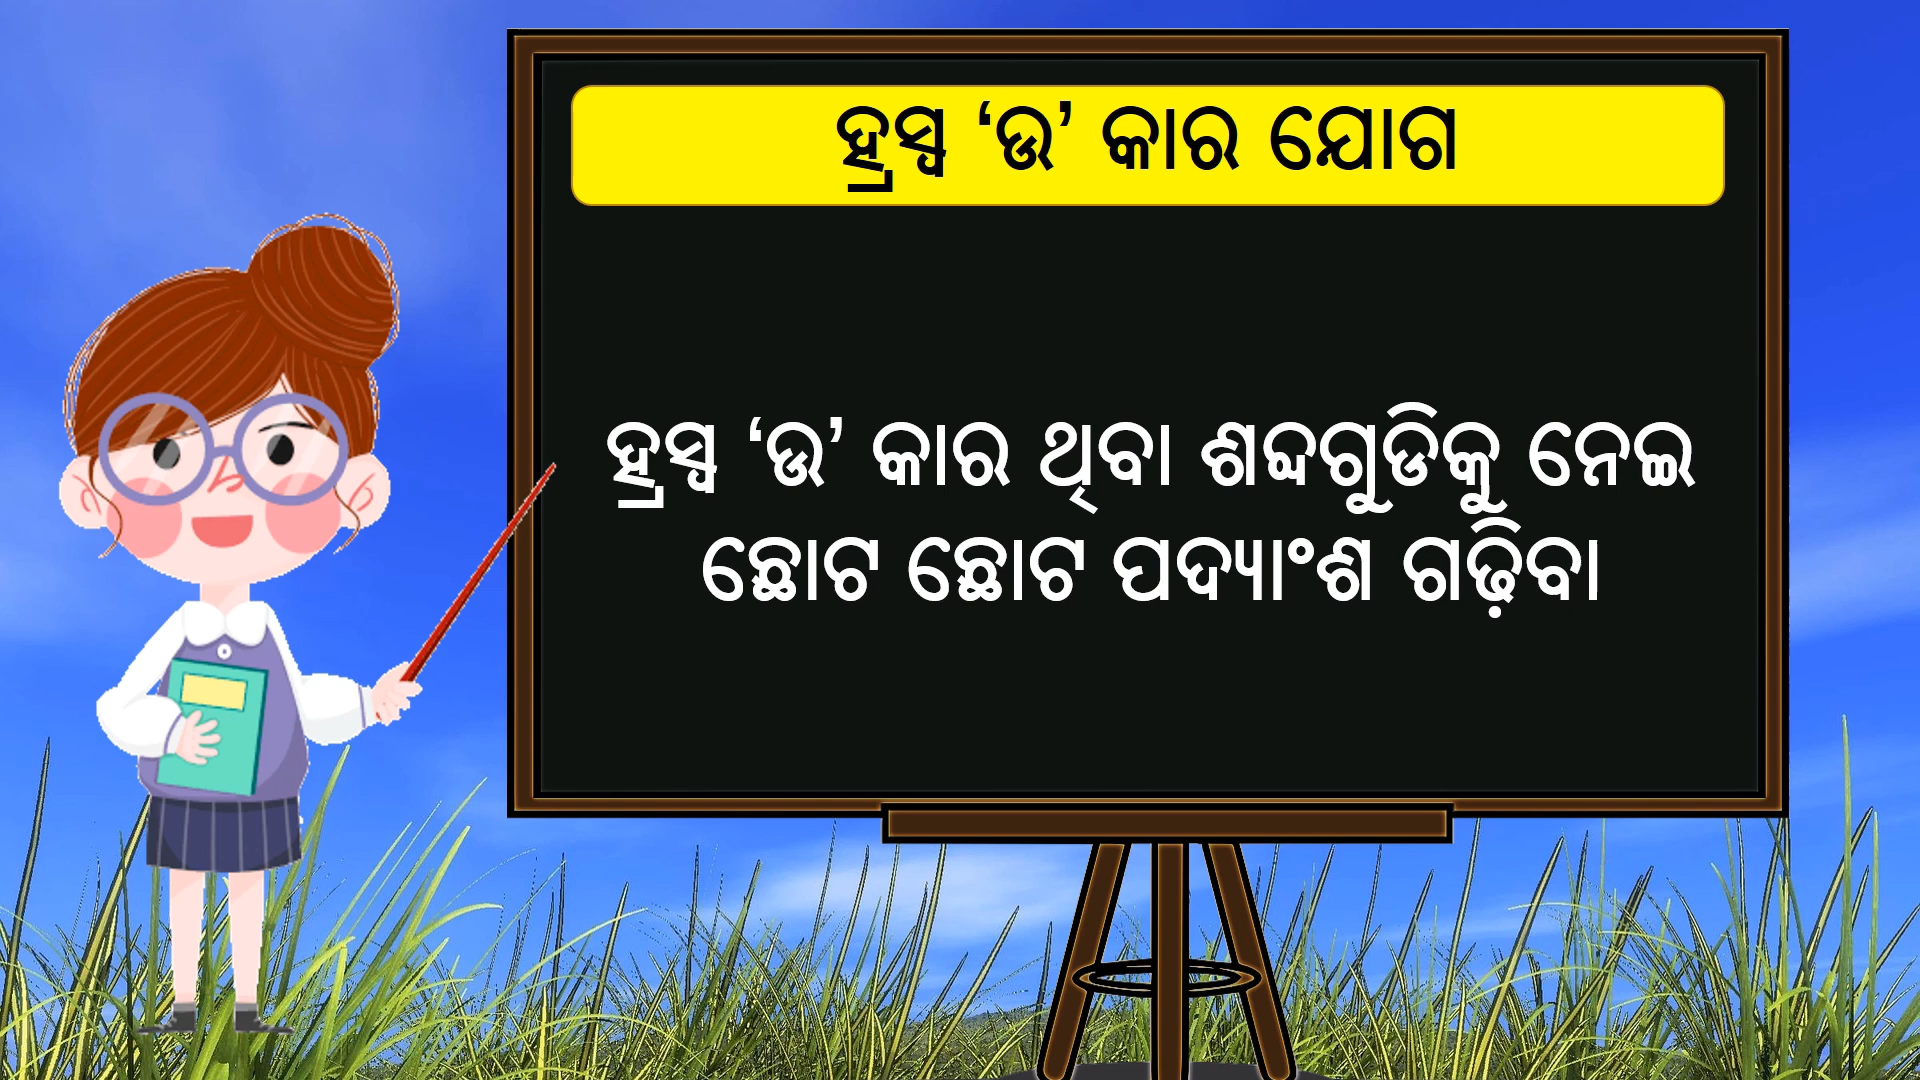 ହ୍ରସ୍ୱ ‘ଉ’ କାର ଯୋଗ
ହ୍ରସ୍ୱ ‘ଉ’ କାର ଥିବା ଶବ୍ଦଗୁଡିକୁ ନେଇ
ଛୋଟ ଛୋଟ ପଦ୍ୟାଂଶ ଗଢ଼ିବା